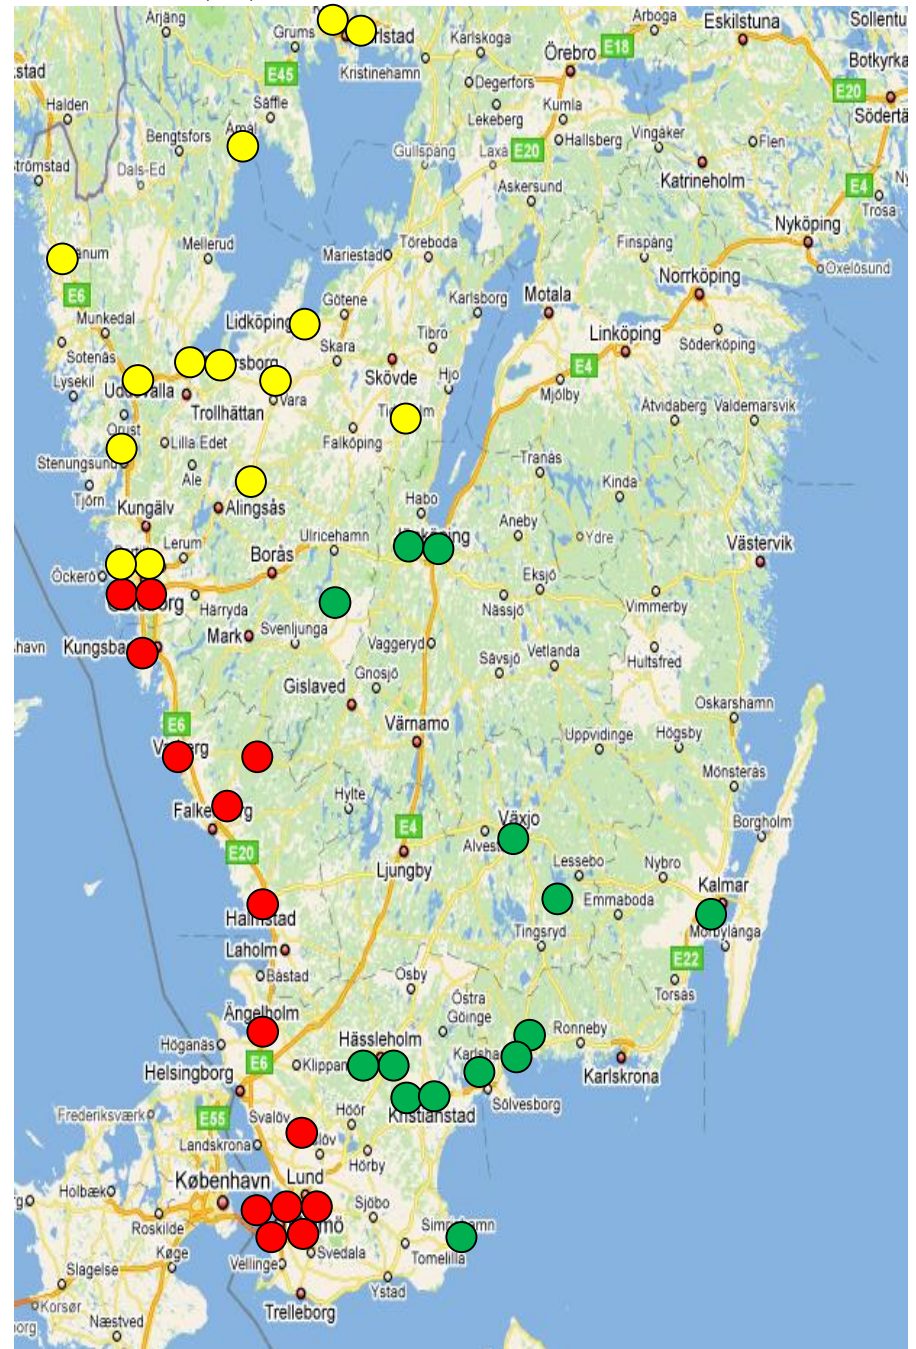 Årjäng
Grums
Karlskoga
Arboga
Eskilstuna
Sollentu
E18
Örebro
Botkyrka
Kristinehamn
E45
Degerfors
E20
Halden
Säffle
Lekeberg
Kumla
Södertä
Bengtsfors
Åmål
Hallsberg
Vingåker
Flen
Gullspång
Laxå
E20
trömstad
Dals-Ed
Katrineholm
Askersund
E4
Trosa
Nyköping
Mellerud
Mariestad
Töreboda
Finspång
Oxelösund
E6
Götene
Karlsborg
Motala
Norrköping
Munkedal
Lidköping
Tibro
Linköping
Söderköping
Sotenäs
Skara
Skövde
Hjo
E4
Lysekil
Vara
Mjölby
Trollhättan
Åtvidaberg
Valdemarsvik
Orust
Lilla Edet
Falköping
Stenungsund
Ale
Tranås
Tjörn
Kinda
Kungälv
Alingsås
Habo
Aneby
Ydre
Västervik
Lerum
Ulricehamn
Borås
Öckerö
Eksjö
Härryda
Nässjö
Vimmerby
Mark
Svenljunga
Vaggeryd
Kungsba
shavn
Sävsjö
Vetlanda
Hultsfred
Gnosjö
Gislaved
Oskarshamn
E6
Värnamo
Uppvidinge
Högsby
Mönsterås
Hylte
Borgholm
E4
Växjö
Alves
E20
Ljungby
Lessebo
Nybro
Kalmar
Emmaboda
Halmstad
Mörbylånga
Tingsryd
Laholm
E22
Båstad
Osby
Torsås
Östra
Göinge
Ängelholm
Ronneby
Höganäs
Hässleholm
E6
Klippan
Karlskrona
Helsingborg
Sölvesborg
Frederiksværk
E55
Svalöv
Höör
Kristianstad
Landskrona
Hörby
København
Lund
Holbæk
Sjöbo
Roskilde
Køge
Svedala
Tomelilla
Vellinge
Slagelse
Ystad
Korsør
Trelleborg
Næstved